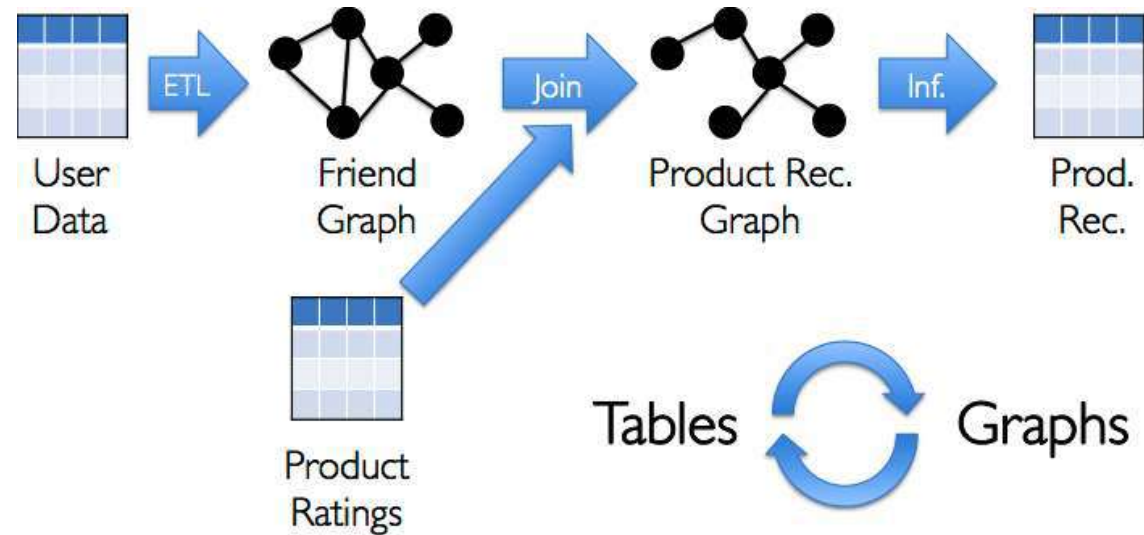 ETL
Join
Inf.
User
Data
Friend
Graph
Product Rec.
Graph
Prod.
Rec.
Product
Ratings
Tables
Graphs